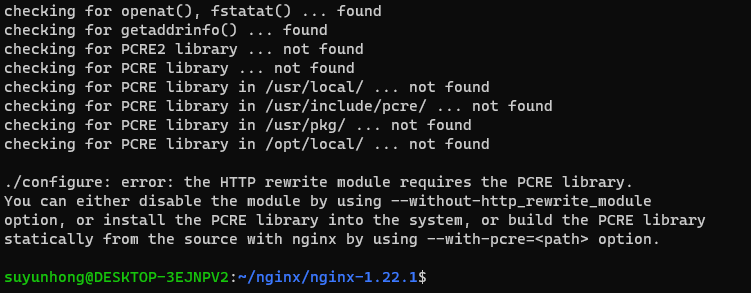 checking for openat(), fstatat() ... found
checking for getaddrinfo() ... found
checking for PCRE2 library ... not found
checking for PCRE library ... not found
checking for PCRE library in /usr/local/ ... not found
checking for PCRE library in /usr/include/pcre/ ... not found
checking for PCRE library in /usr/pkg/ ... not found
checking for PCRE library in /opt/local/ ... not found
./configure: error: the HTTP rewrite module requires the PCRE library.
You can either disable the module by using --without-http_rewrite_module
option, or install the PCRE library into the system, or build the PCRE library
statically from the source with nginx by using --with-pcre=<path> option.
suyunhong@DESKTOP-3EJNPV2:~/nginx/nginx-1.22.1$